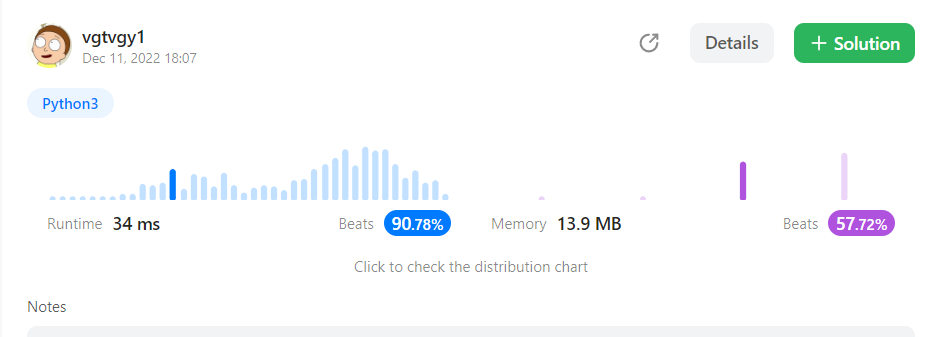 vgtvgy1
Dec 11, 2022 18:07
Details
+ Solution
Python3
Runtime 34 ms Beats 90.78% Memory 13.9 MB Beats 57.72%
Click to check the distribution chart
Notes